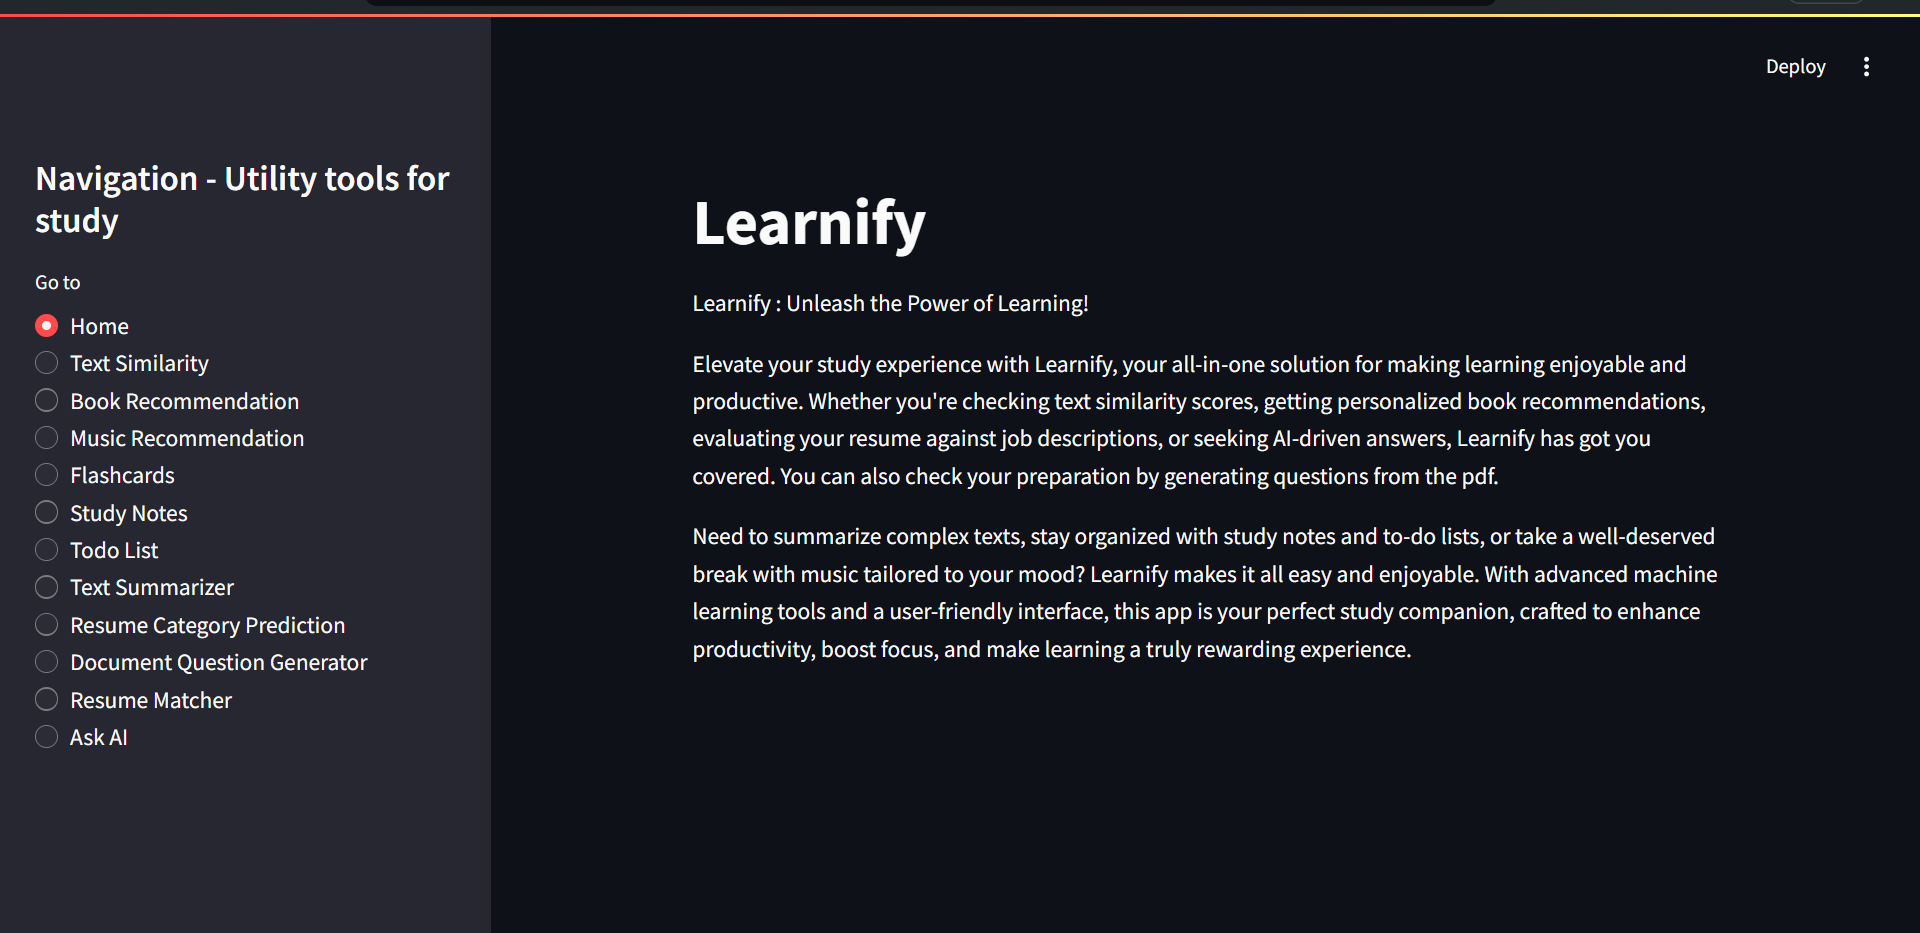 Deploy
Navigation - Utility tools for
study
Go to
Home
Text Similarity
Book Recommendation
Music Recommendation
Flashcards
Study Notes
Todo List
Text Summarizer
Resume Category Prediction
Document Question Generator
Resume Matcher
Ask AI
Learnify
Learnify : Unleash the Power of Learning!
Elevate your study experience with Learnify, your all-in-one solution for making learning enjoyable and
productive. Whether you're checking text similarity scores, getting personalized book recommendations,
evaluating your resume against job descriptions, or seeking AI-driven answers, Learnify has got you
covered. You can also check your preparation by generating questions from the pdf.
Need to summarize complex texts, stay organized with study notes and to-do lists, or take a well-deserved
break with music tailored to your mood? Learnify makes it all easy and enjoyable. With advanced machine
learning tools and a user-friendly interface, this app is your perfect study companion, crafted to enhance
productivity, boost focus, and make learning a truly rewarding experience.